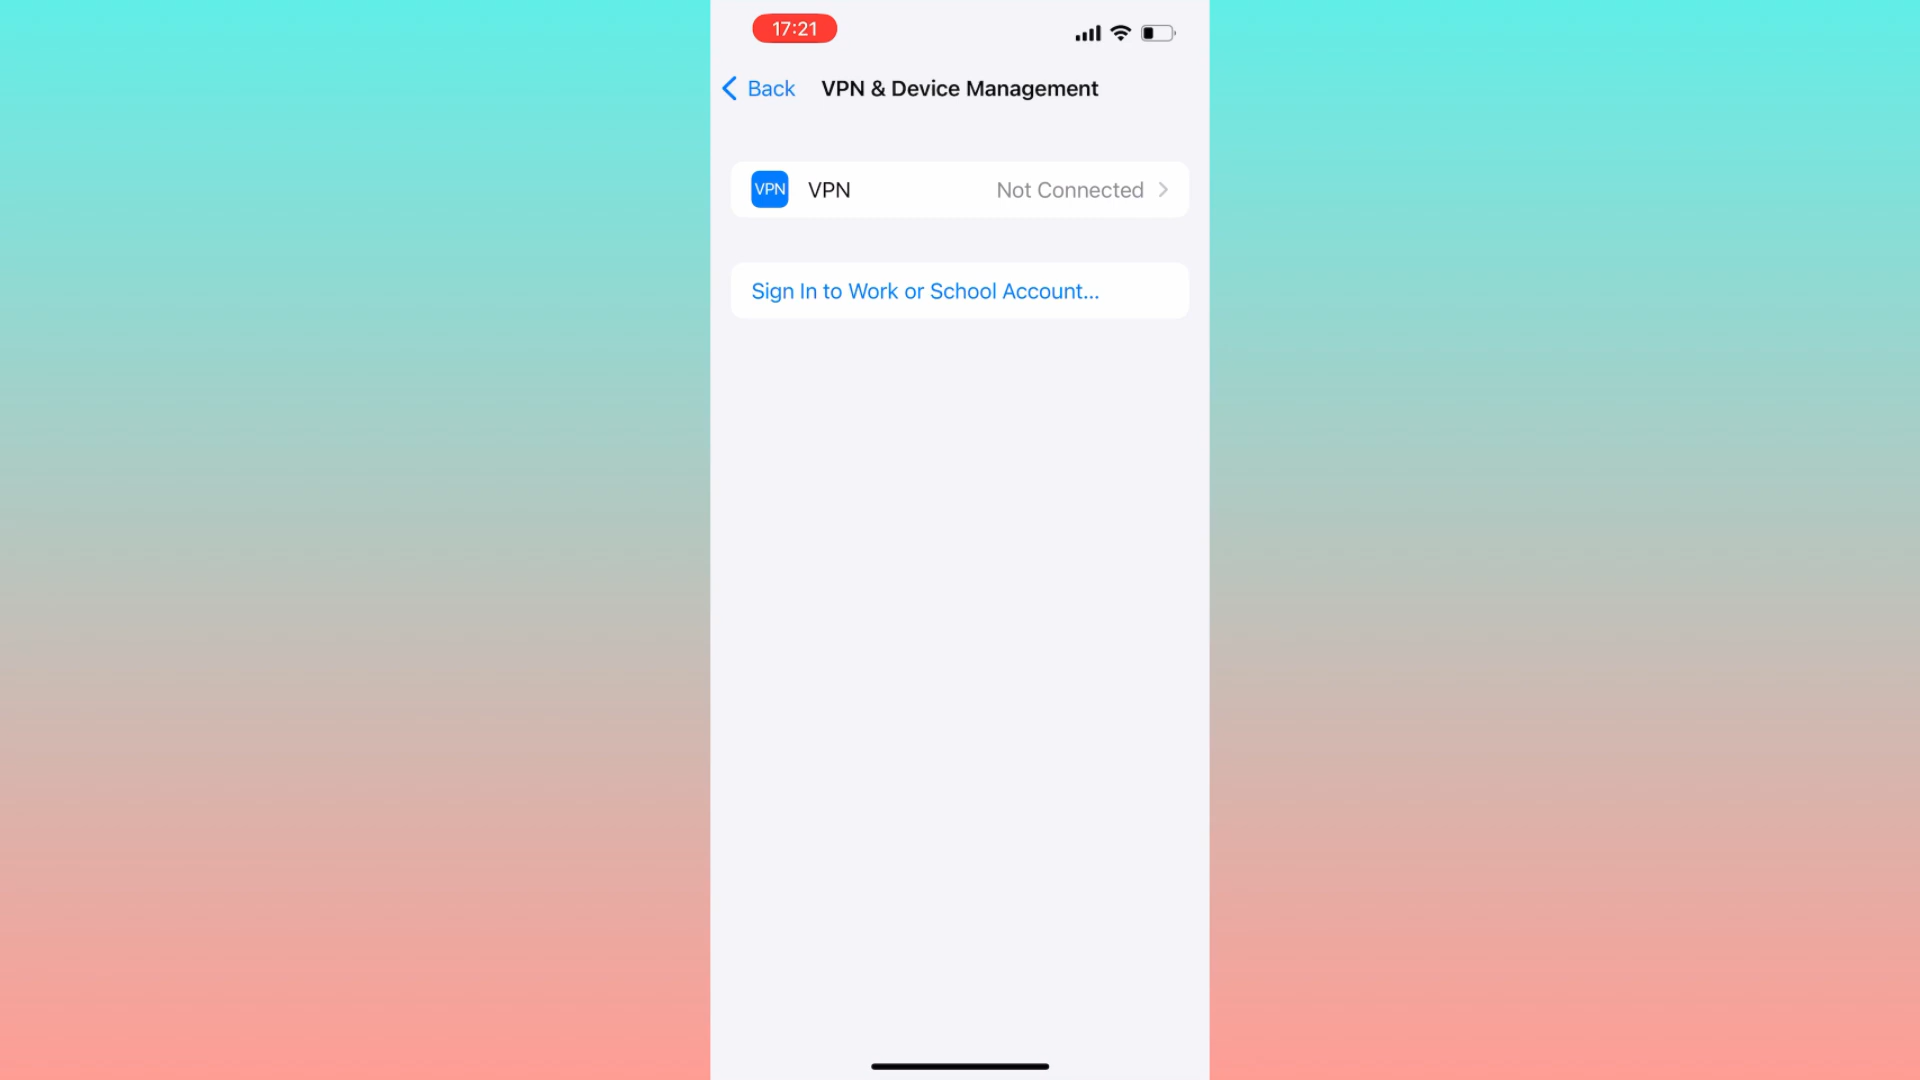 17:21
Back
VPN & Device Management
VPN
VPN
Not Connected
Sign In to Work or School Account...